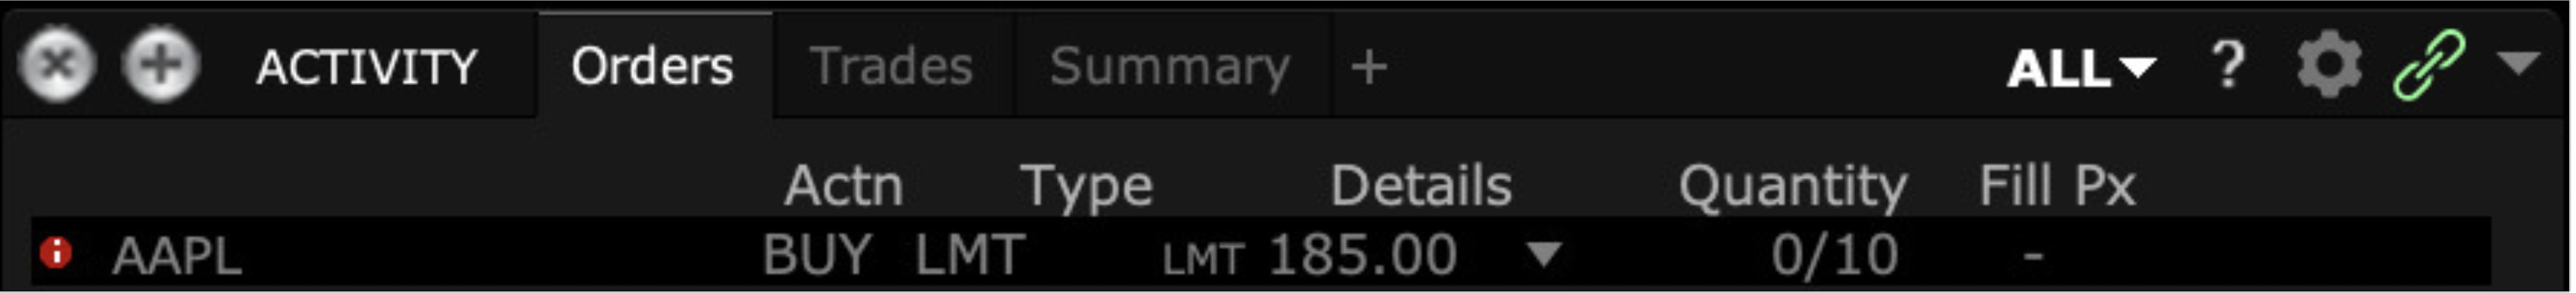 ACTIVITY Orders Trades Summary + ALL ?
Actn Type Details Quantity Fill Px
AAPL BUY LMT LMT 185.00 0/10 -